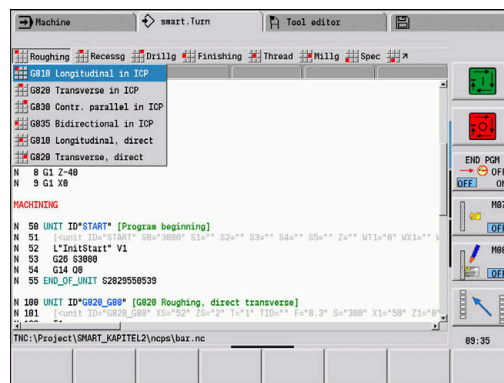 Machine smart.Turn Tool editor
Roughing Recessg Drillg Finishing Thread Millg Spec
G810 Longitudinal in ICP
G820 Transverse in ICP
G830 Contr. parallel in ICP
G835 Bidirectional in ICP
G810 Longitudinal, direct
G820 Transverse, direct
N 8 G1 Z-40
N 9 G1 X0
MACHINING
N 50 UNIT ID"START" [Program beginning]
N 51 [<unit ID="START" S0="3000" S1="" S2="" S3="" S4="" S5="" Z="" WT1="0" WX1=""
N 52 L"InitStart" V1
N 53 G26 S3000
N 54 G14 Q0
N 55 END_OF_UNIT S2029550539
N 100 UNIT ID"G820_G80" [G820 Roughing, direct transverse]
N 101 [<unit ID="G820_G80" XS="52" ZS="2" T="1" TID="" F="0.3" S="300" X1="50" Z1="0"
TNC:\Project\SMART_KAPITEL2\ncps\bar.nc
END PGM
OFF
OFF ON
M07
OFF
M08
OFF
09:35